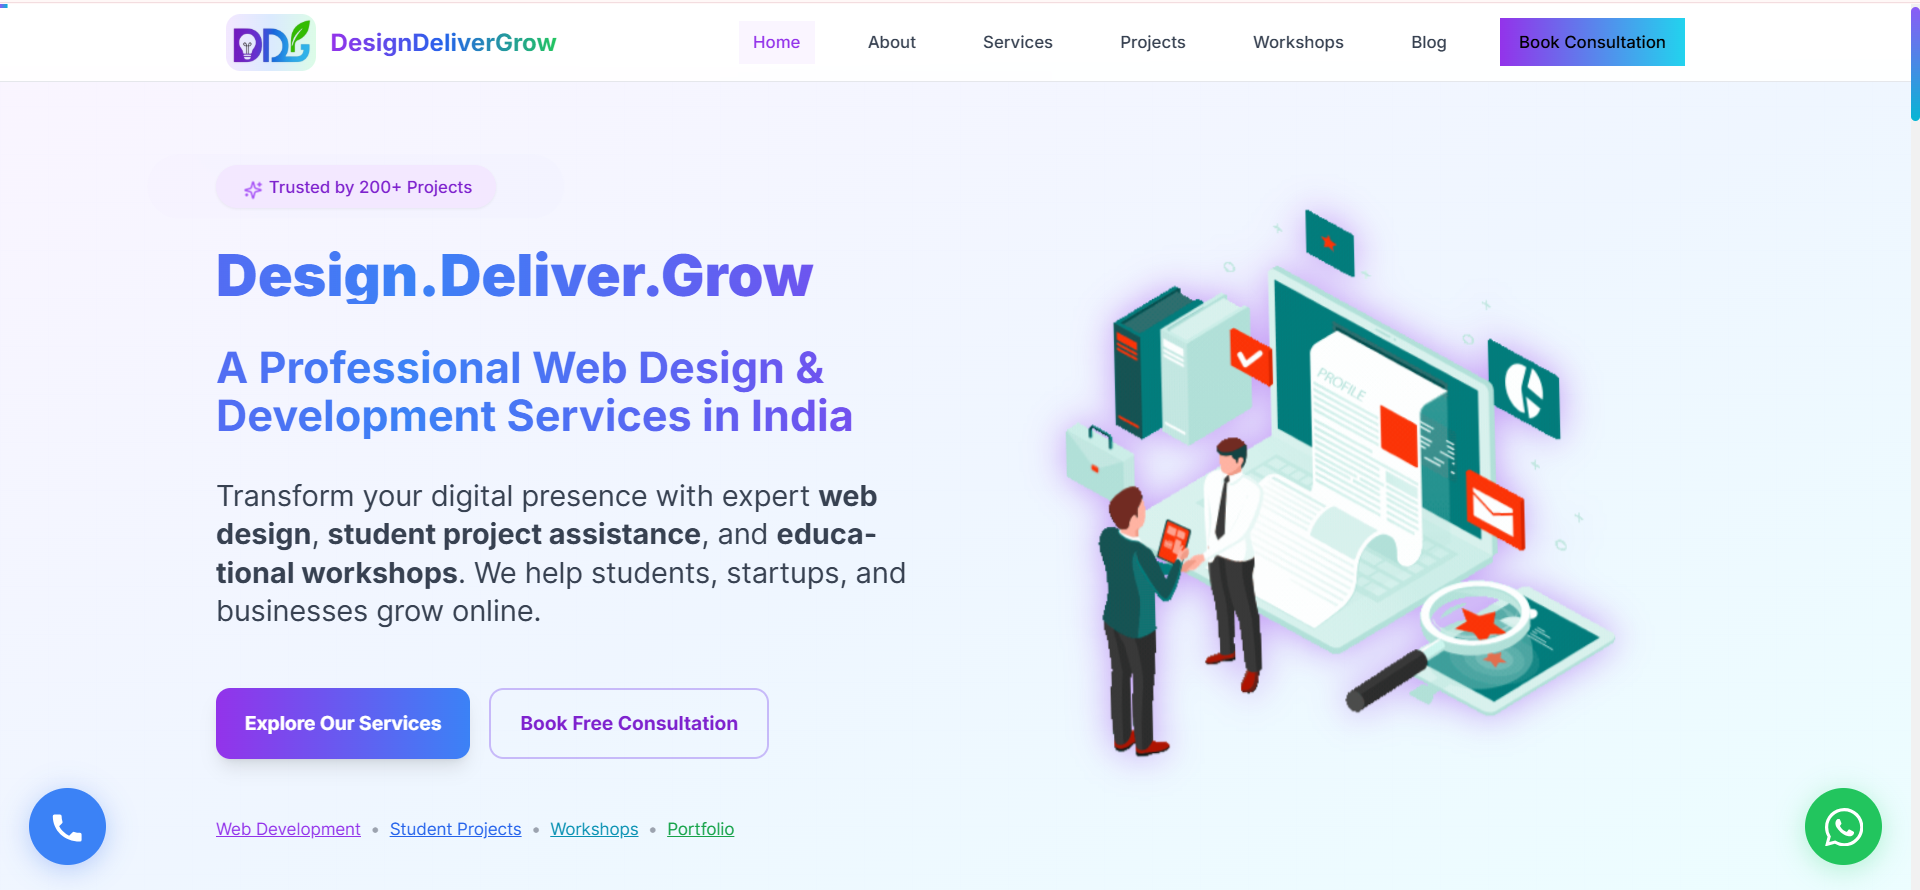 DDG DesignDeliverGrow
Home About Services Projects Workshops Blog Book Consultation
Trusted by 200+ Projects
Design.Deliver.Grow
A Professional Web Design &
Development Services in India
Transform your digital presence with expert web
design, student project assistance, and educa-
tional workshops. We help students, startups, and
businesses grow online.
Explore Our Services Book Free Consultation
Web Development • Student Projects • Workshops • Portfolio
PROFILE